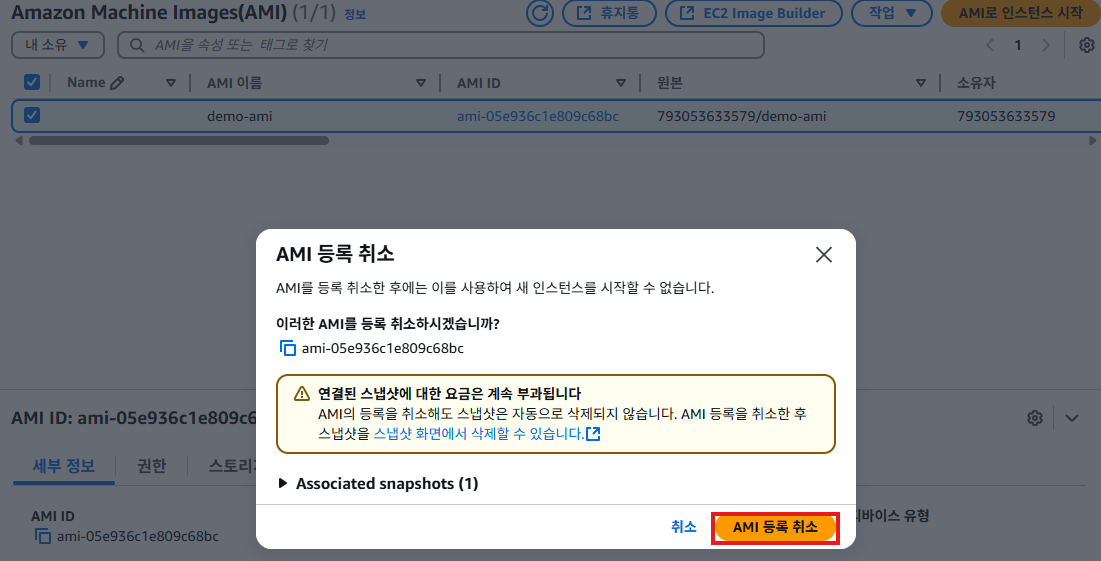 Amazon Machine Images(AMI) (1/1) 정보 휴지통 EC2 Image Builder 작업 AMI로 인스턴스 시작
내 소유 AMI을 속성 또는 태그로 찾기 1
Name AMI 이름 AMI ID 원본 소유자
demo-ami ami-05e936c1e809c68bc 793053633579/demo-ami 793053633579
AMI 등록 취소
AMI를 등록 취소한 후에는 이를 사용하여 새 인스턴스를 시작할 수 없습니다.
이러한 AMI를 등록 취소하시겠습니까?
ami-05e936c1e809c68bc
연결된 스냅샷에 대한 요금은 계속 부과됩니다
AMI의 등록을 취소해도 스냅샷은 자동으로 삭제되지 않습니다. AMI 등록을 취소한 후
스냅샷을 스냅샷 화면에서 삭제할 수 있습니다.
Associated snapshots (1)
취소 AMI 등록 취소
AMI ID: ami-05e936c1e809c6
세부 정보 권한 스토리
AMI ID 디바이스 유형
ami-05e936c1e809c68bc